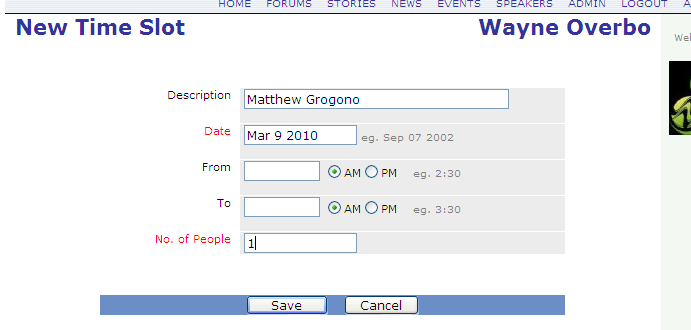 HOME FORUMS STORIES NEWS EVENTS SPEAKERS ADMIN LOGOUT
New Time Slot Wayne Overbo
Description Matthew Grogono
Date Mar 9 2010 eg. Sep 07 2002
From AM PM eg. 2:30
To AM PM eg. 3:30
No. of People 1
Save Cancel